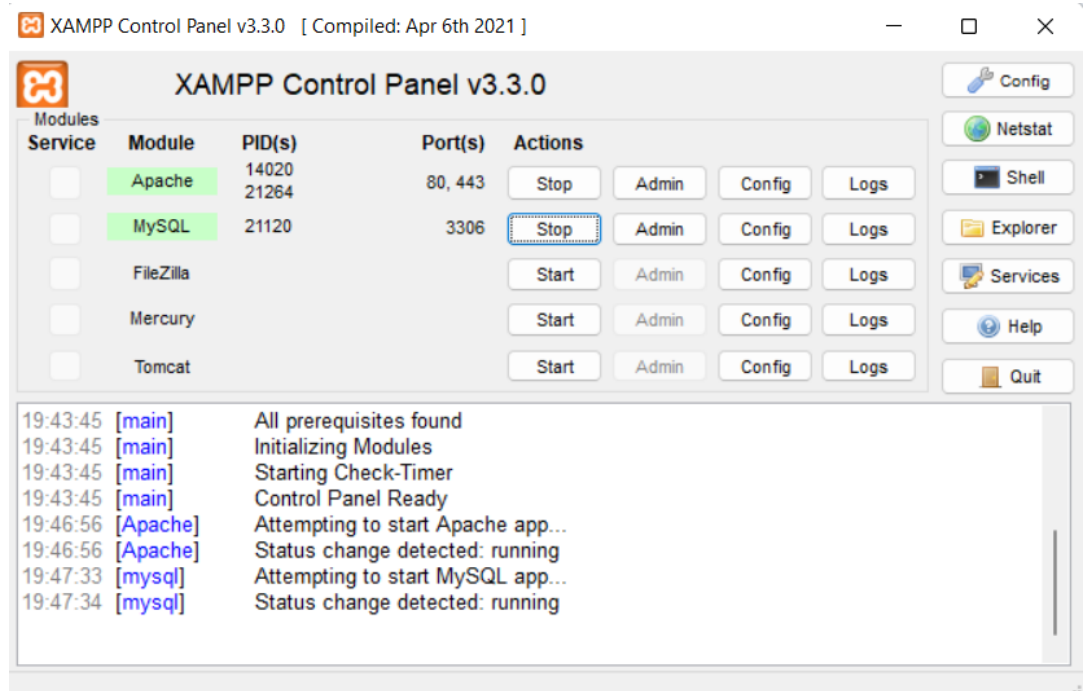 XAMPP Control Panel v3.3.0 [ Compiled: Apr 6th 2021 ]
XAMPP Control Panel v3.3.0
Config
Netstat
Shell
Explorer
Services
Help
Quit
Modules
Service Module PID(s) Port(s) Actions
Apache 14020 21264 80, 443 Stop Admin Config Logs
MySQL 21120 3306 Stop Admin Config Logs
FileZilla Start Admin Config Logs
Mercury Start Admin Config Logs
Tomcat Start Admin Config Logs
19:43:45 [main] All prerequisites found
19:43:45 [main] Initializing Modules
19:43:45 [main] Starting Check-Timer
19:43:45 [main] Control Panel Ready
19:46:56 [Apache] Attempting to start Apache app...
19:46:56 [Apache] Status change detected: running
19:47:33 [mysql] Attempting to start MySQL app...
19:47:34 [mysql] Status change detected: running